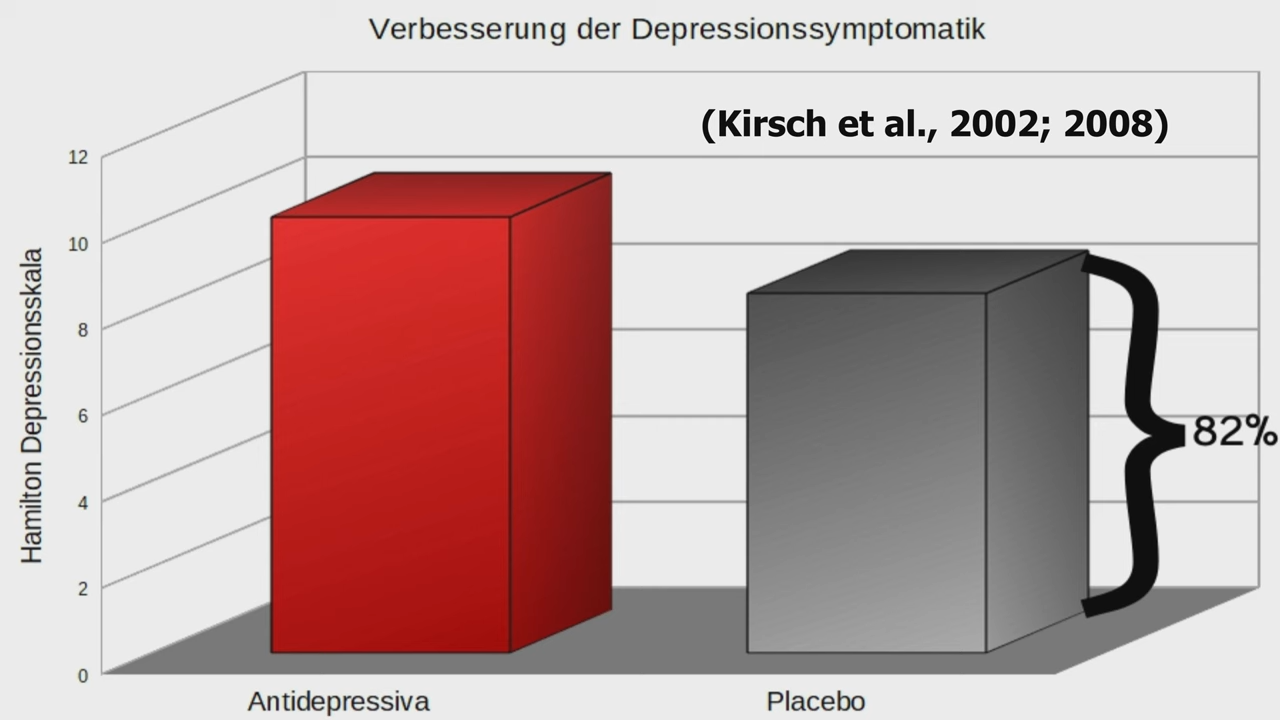 Verbesserung der Depressionssymptomatik
(Kirsch et al., 2002; 2008)
Hamilton Depressionsskala
12
10
8
6
4
2
0
82%
Antidepressiva
Placebo